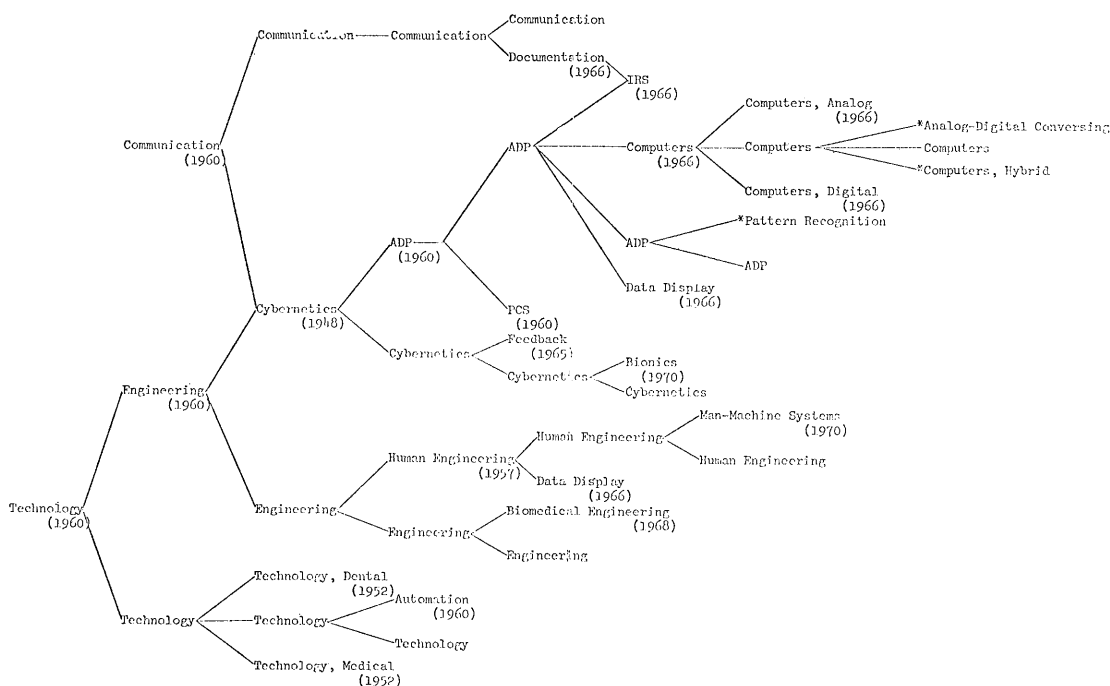 Communication
Communication Communication
Documentation
(1966)
IRS
(1966)
Computers, Analog
(1966)
*Analog-Digital Conversing
Communication
(1960)
ADP
Computers
(1966)
Computers
Computers
*Computers, Hybrid
Computers, Digital
(1966)
*Pattern Recognition
ADP
(1960)
ADP
ADP
Data Display
(1966)
Cybernetics
(1948)
PCS
(1960)
Feedback
(1965)
Cybernetics
Bionics
(1970)
Cybernetics
Cybernetics
Engineering
(1960)
Man-Machine Systems
(1970)
Human Engineering
Human Engineering
(1957)
Human Engineering
Data Display
(1966)
Technology
(1960)
Engineering
Biomedical Engineering
(1968)
Engineering
Engineering
Technology, Dental
(1952)
Automation
(1960)
Technology
Technology
Technology
Technology, Medical
(1952)